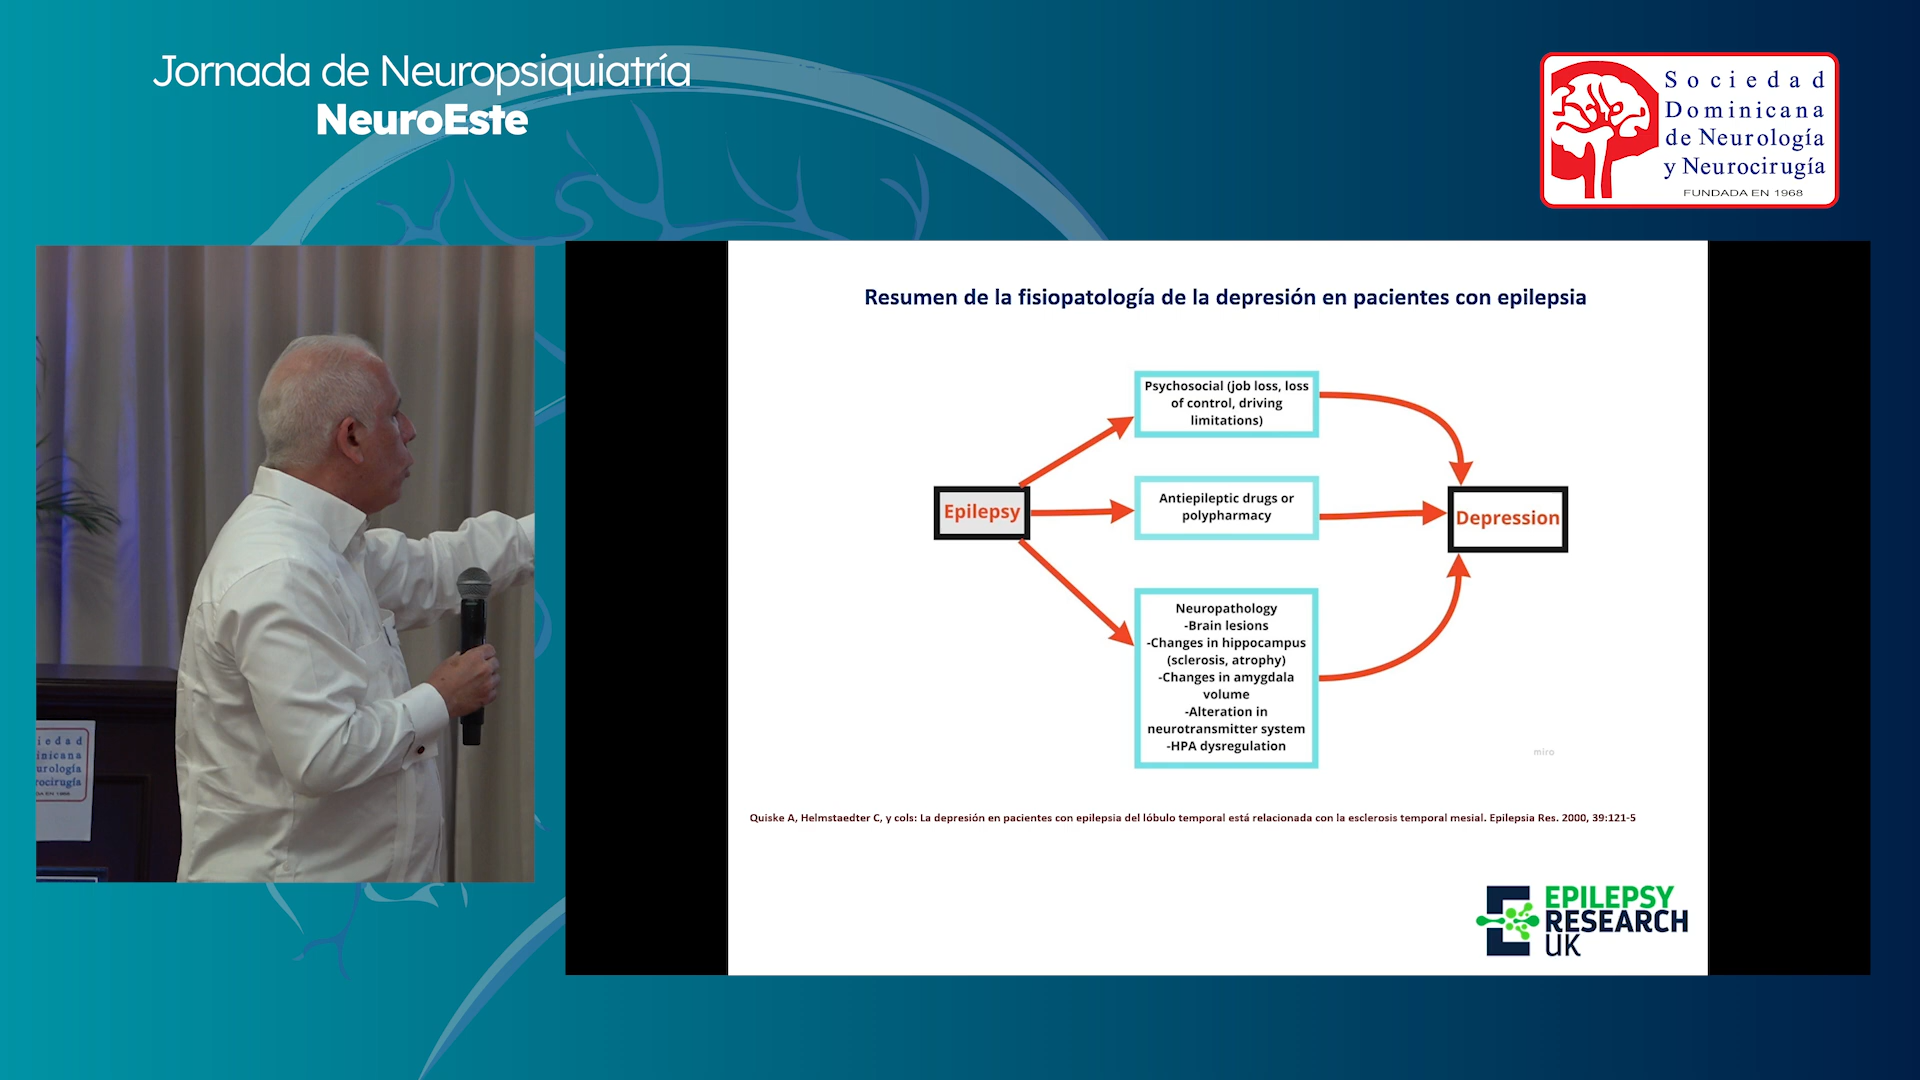 Jornada de Neuropsiquiatría
NeuroEste
Sociedad
Dominicana
de Neurología
y Neurocirugía
FUNDADA EN 1968
Resumen de la fisiopatología de la depresión en pacientes con epilepsia
Psychosocial (job loss, loss
of control, driving
limitations)
Epilepsy
Antiepileptic drugs or
polypharmacy
Depression
Neuropathology
-Brain lesions
-Changes in hippocampus
(sclerosis, atrophy)
-Changes in amygdala
volume
-Alteration in
neurotransmitter system
-HPA dysregulation
miro
Quiske A, Helmstaedter C, y cols: La depresión en pacientes con epilepsia del lóbulo temporal está relacionada con la esclerosis temporal mesial. Epilepsia Res. 2000, 39:121-5
EPILEPSY
RESEARCH
UK
iedad
inicana
urología
rocirugía